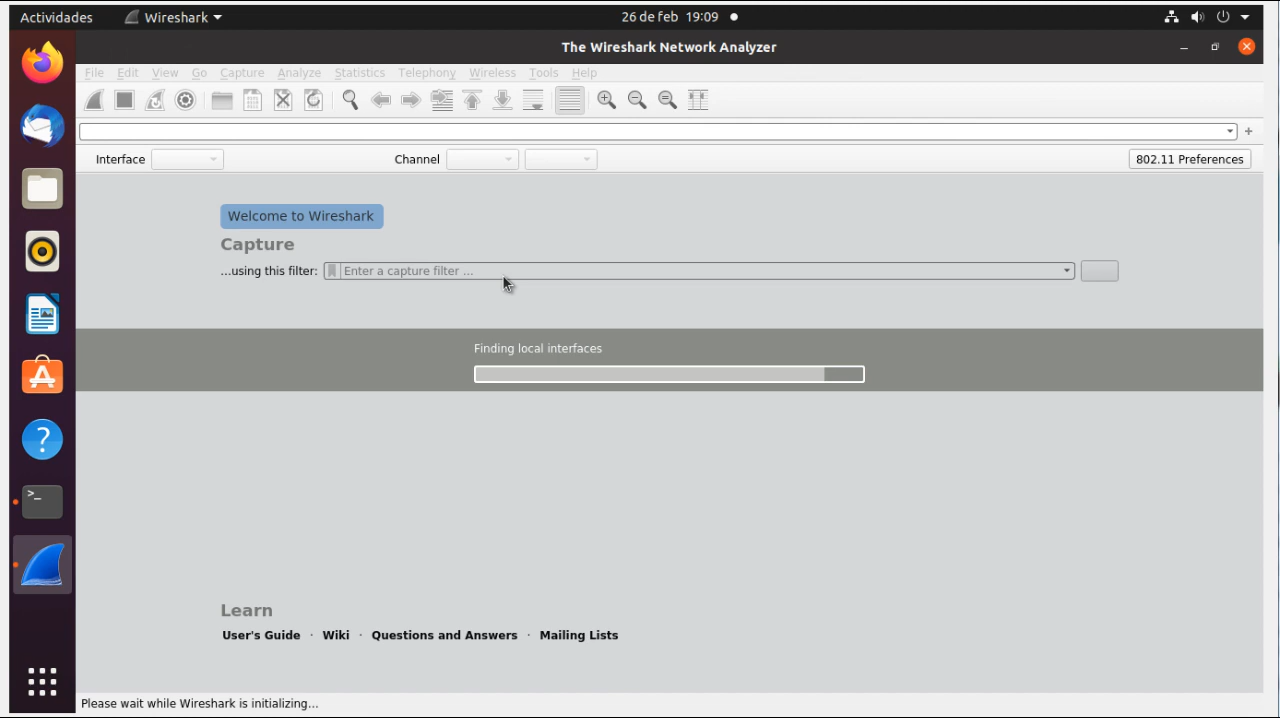 Actividades Wireshark 26 de feb 19:09
The Wireshark Network Analyzer
File Edit View Go Capture Analyze Statistics Telephony Wireless Tools Help
Interface Channel 802.11 Preferences
Welcome to Wireshark
Capture
...using this filter: Enter a capture filter ...
Finding local interfaces
Learn
User's Guide · Wiki · Questions and Answers · Mailing Lists
Please wait while Wireshark is initializing...